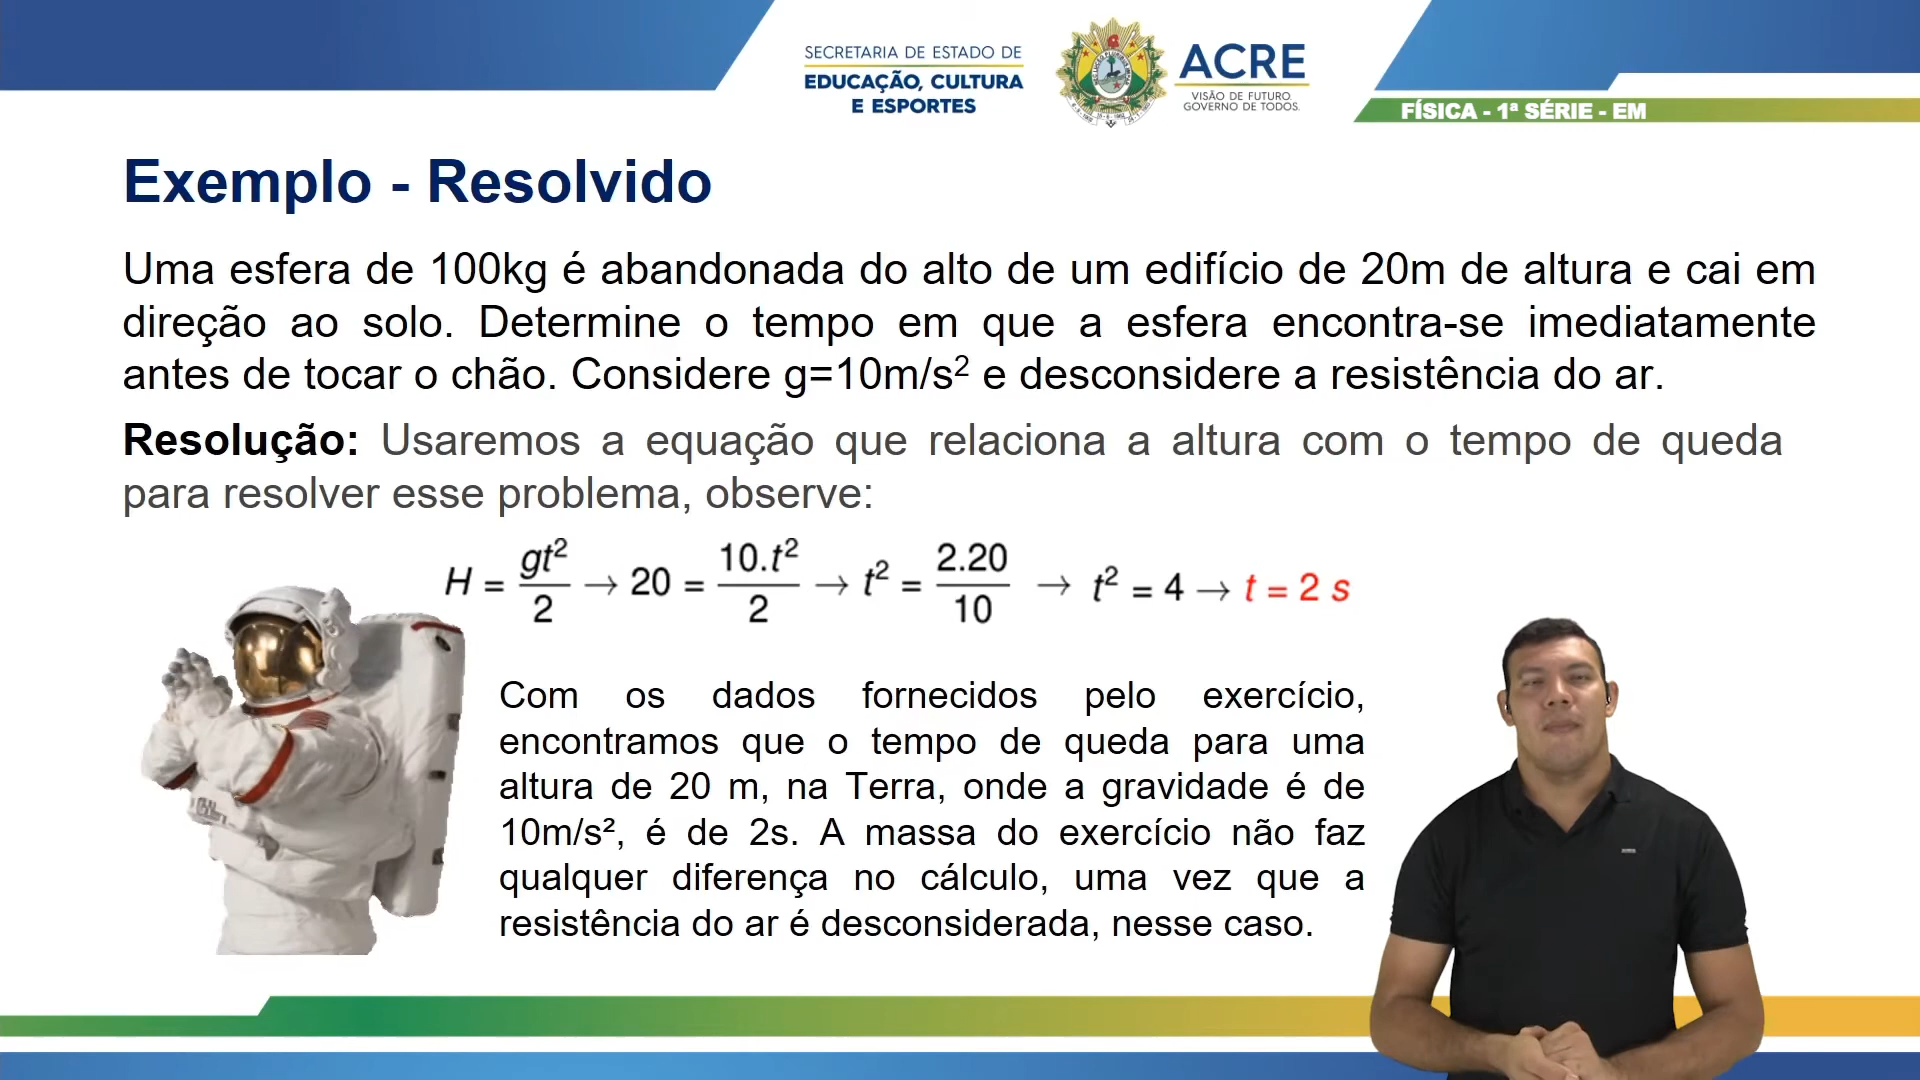 SECRETARIA DE ESTADO DE
EDUCAÇÃO, CULTURA
E ESPORTES
ACRE
VISÃO DE FUTURO.
GOVERNO DE TODOS.
FÍSICA - 1ª SÉRIE - EM
Exemplo - Resolvido
Uma esfera de 100kg é abandonada do alto de um edifício de 20m de altura e cai em
direção ao solo. Determine o tempo em que a esfera encontra-se imediatamente
antes de tocar o chão. Considere g=10m/s² e desconsidere a resistência do ar.
Resolução: Usaremos a equação que relaciona a altura com o tempo de queda
para resolver esse problema, observe:
H = gt²/2 → 20 = 10.t²/2 → t² = 2.20/10 → t² = 4 → t = 2 s
Com os dados fornecidos pelo exercício,
encontramos que o tempo de queda para uma
altura de 20 m, na Terra, onde a gravidade é de
10m/s², é de 2s. A massa do exercício não faz
qualquer diferença no cálculo, uma vez que a
resistência do ar é desconsiderada, nesse caso.